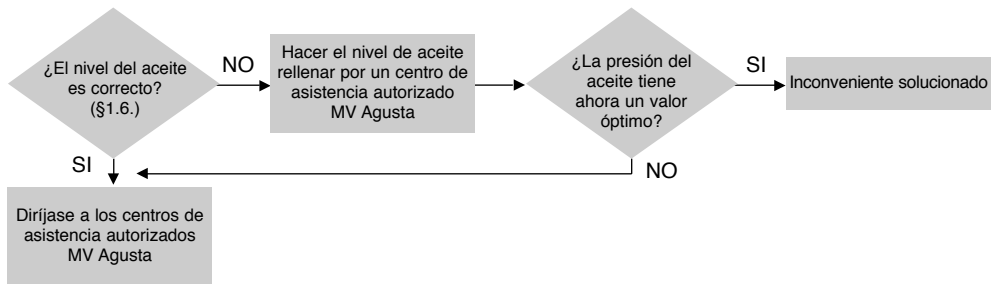 ¿El nivel del aceite
es correcto?
(§1.6.)
NO
Hacer el nivel de aceite
rellenar por un centro de
asistencia autorizado
MV Agusta
¿La presión del
aceite tiene
ahora un valor
óptimo?
SI
Inconveniente solucionado
SI
NO
Diríjase a los centros de
asistencia autorizados
MV Agusta